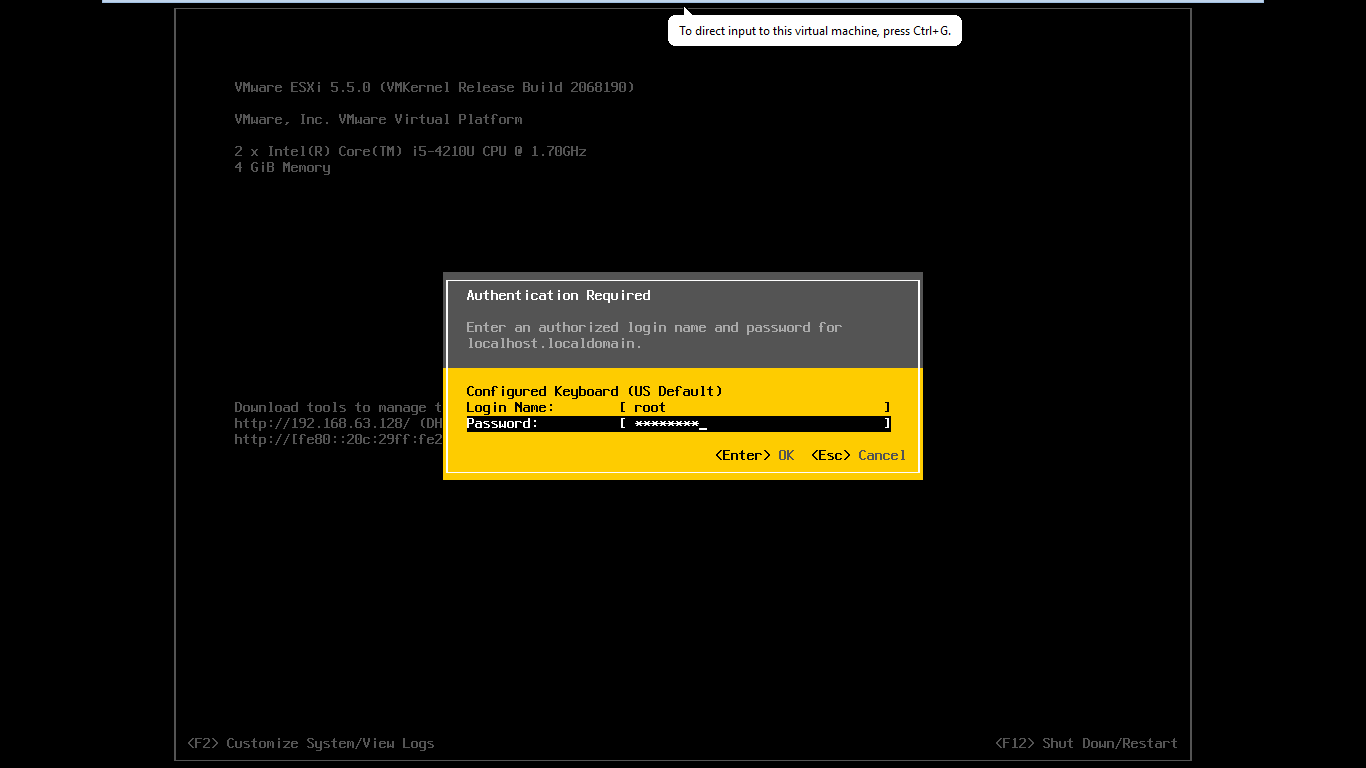 To direct input to this virtual machine, press Ctrl+G.
VMware ESXi 5.5.0 (VMKernel Release Build 2068190)
VMware, Inc. VMware Virtual Platform
2 x Intel(R) Core(TM) i5-4210U CPU @ 1.70GHz
4 GiB Memory
Authentication Required
Enter an authorized login name and password for
localhost.localdomain.
Configured Keyboard (US Default)
Login Name: [ root ]
Password: [ ********_ ]
<Enter> OK <Esc> Cancel
Download tools to manage t
http://192.168.63.128/ (DH
http://[fe80::20c:29ff:fe2
<F2> Customize System/View Logs
<F12> Shut Down/Restart